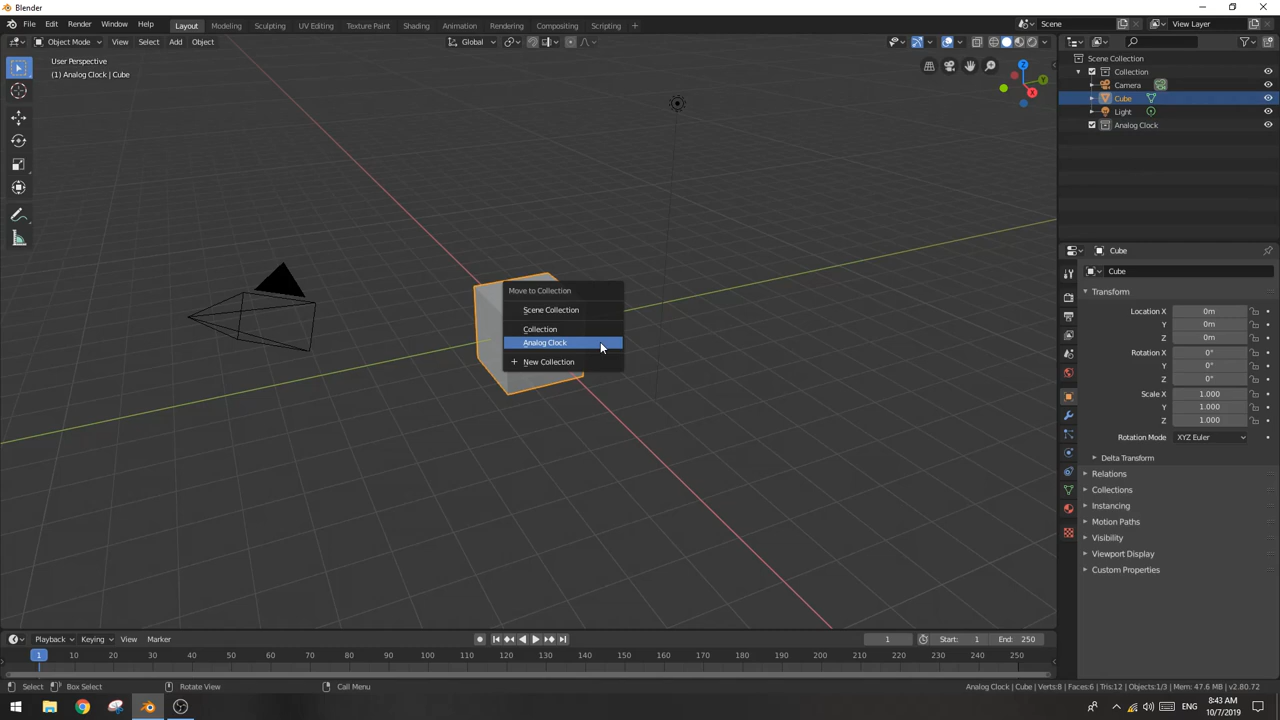 Blender
File Edit Render Window Help
Layout Modeling Sculpting UV Editing Texture Paint Shading Animation Rendering Compositing Scripting +
Scene
View Layer
Object Mode View Select Add Object
Global
User Perspective
(1) Analog Clock | Cube
Z
Y
X
Move to Collection
Scene Collection
Collection
Analog Clock
+ New Collection
Scene Collection
Collection
Camera
Cube
Light
Analog Clock
Cube
Cube
Transform
Location X 0m
Y 0m
Z 0m
Rotation X 0°
Y 0°
Z 0°
Scale X 1.000
Y 1.000
Z 1.000
Rotation Mode XYZ Euler
Delta Transform
Relations
Collections
Instancing
Motion Paths
Visibility
Viewport Display
Custom Properties
Playback Keying View Marker
1 Start: 1 End: 250
1 10 20 30 40 50 60 70 80 90 100 110 120 130 140 150 160 170 180 190 200 210 220 230 240 250
Select Box Select Rotate View Call Menu
Analog Clock | Cube | Verts:8 | Faces:6 | Tris:12 | Objects:1/3 | Mem: 47.6 MB | v2.80.72
ENG
8:43 AM
10/7/2019